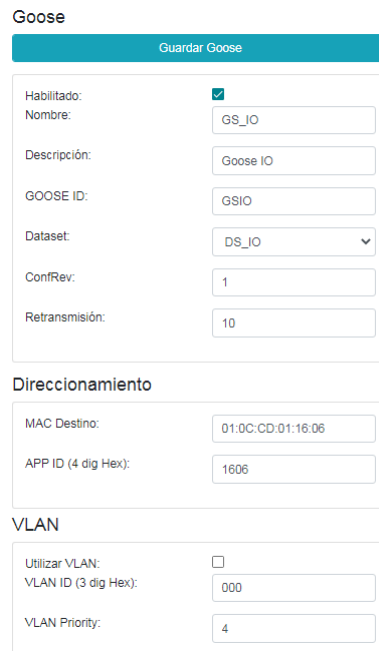 Goose
Guardar Goose
Habilitado:
Nombre: GS_IO
Descripción: Goose IO
GOOSE ID: GSIO
Dataset: DS_IO
ConfRev: 1
Retransmisión: 10
Direccionamiento
MAC Destino: 01:0C:CD:01:16:06
APP ID (4 dig Hex): 1606
VLAN
Utilizar VLAN:
VLAN ID (3 dig Hex): 000
VLAN Priority: 4